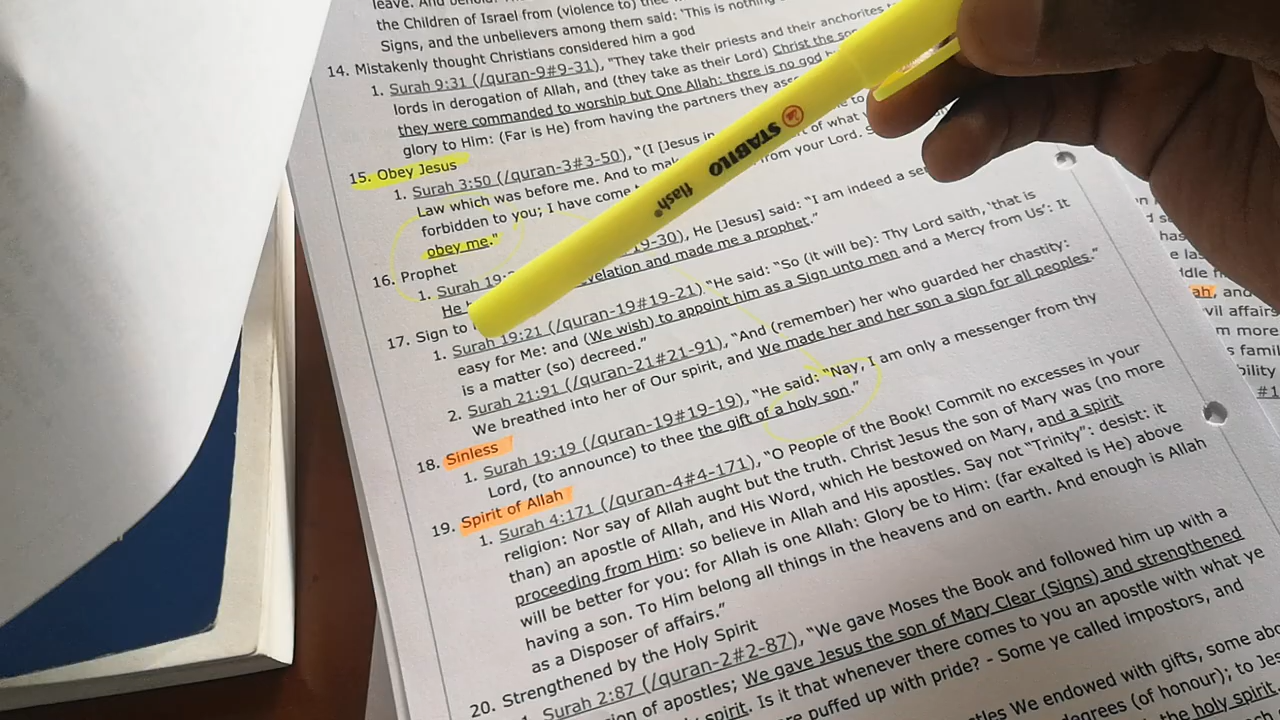 leave. And behold!
the Children of Israel from (violence to) thee
Signs, and the unbelievers among them said: 'This is nothing
14. Mistakenly thought Christians considered him a god
1. Surah 9:31 (/quran-9#9-31), "They take their priests and their anchorites
lords in derogation of Allah, and (they take as their Lord) Christ the
they were commanded to worship but One Allah: there is no god
glory to Him: (Far is He) from having the partners they
15. Obey Jesus
1. Surah 3:50 (/quran-3#3-50), "(I [Jesus in
Law which was before me. And to of what
forbidden to you; I have come from your Lord.
obey me."
16. Prophet
1. Surah 19-30), He [Jesus] said: "I am indeed a
He and made me a prophet."
17. Sign to
1. Surah 19:21 (/quran-19#19-21) "He said: "So (it will be): Thy Lord saith, 'that is
easy for Me: and (We wish) to appoint him as a Sign unto men and a Mercy from Us': It
is a matter (so) decreed."
2. Surah 21:91 (/quran-21#21-91), "And (remember) her who guarded her chastity:
We breathed into her of Our spirit, and We made her and her son a sign for all peoples."
18. Sinless
1. Surah 19:19 (/quran-19#19-19), "He said: "Nay, I am only a messenger from thy
Lord, (to announce) to thee the gift of a holy son."
19. Spirit of Allah
1. Surah 4:171 (/quran-4#4-171), "O People of the Book! Commit no excesses in your
religion: Nor say of Allah aught but the truth. Christ Jesus the son of Mary was (no more
than) an apostle of Allah, and His Word, which He bestowed on Mary, and a spirit
proceeding from Him: so believe in Allah and His apostles. Say not "Trinity": desist: it
will be better for you: for Allah is one Allah: Glory be to Him: (far exalted is He) above
having a son. To Him belong all things in the heavens and on earth. And enough is Allah
as a Disposer of affairs."
20. Strengthened by the Holy Spirit
1. Surah 2:87 (/quran-2#2-87), "We gave Moses the Book and followed him up with a
of apostles; We gave Jesus the son of Mary Clear (Signs) and strengthened
spirit. Is it that whenever there comes to you an apostle with what ye
puffed up with pride? - Some ye called impostors, and
We endowed with gifts, some
(of honour); to
the holy spirit.
STABILO
flash®
ah, and
vil affairs
m more
s famil
bility
#1